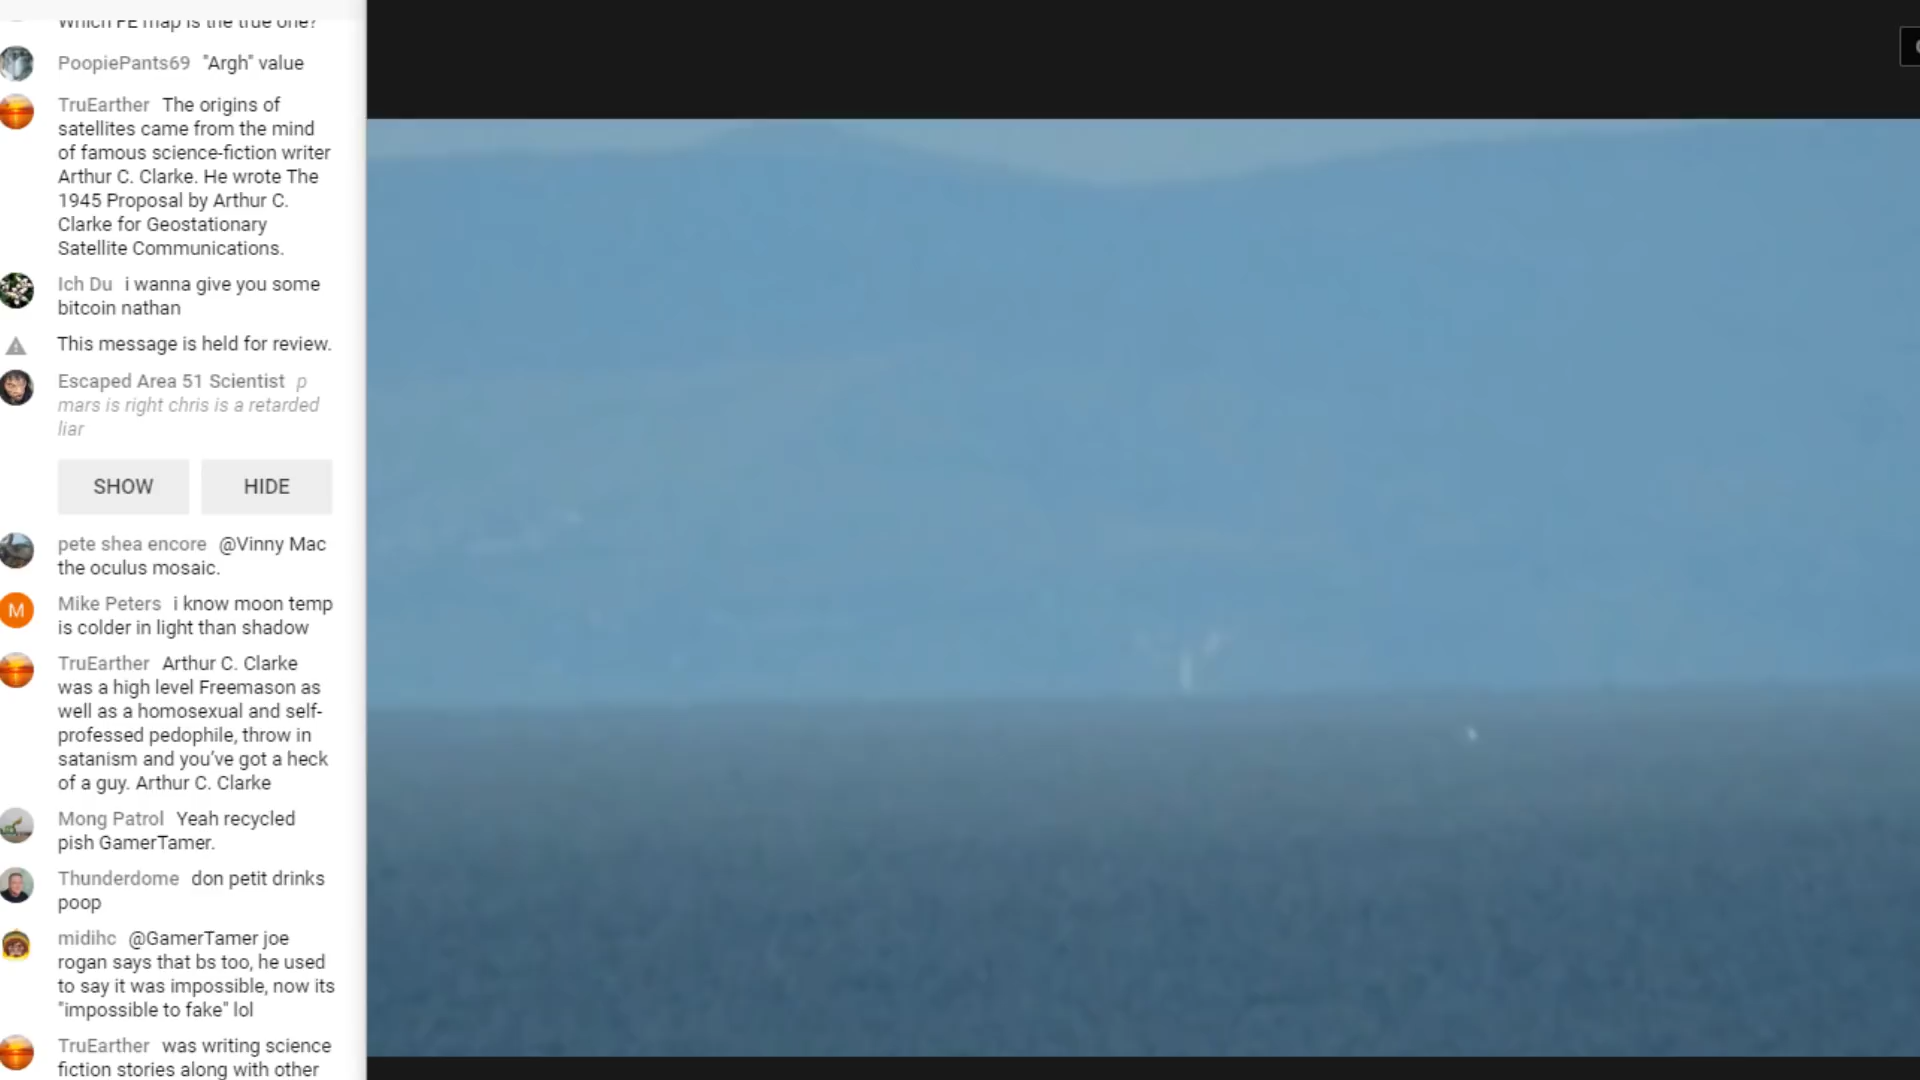 Which FE map is the true one?
PoopiePants69 "Argh" value
TruEarther The origins of
satellites came from the mind
of famous science-fiction writer
Arthur C. Clarke. He wrote The
1945 Proposal by Arthur C.
Clarke for Geostationary
Satellite Communications.
Ich Du i wanna give you some
bitcoin nathan
This message is held for review.
Escaped Area 51 Scientist p
mars is right chris is a retarded
liar
SHOW HIDE
pete shea encore @Vinny Mac
the oculus mosaic.
M
Mike Peters i know moon temp
is colder in light than shadow
TruEarther Arthur C. Clarke
was a high level Freemason as
well as a homosexual and self-
professed pedophile, throw in
satanism and you've got a heck
of a guy. Arthur C. Clarke
Mong Patrol Yeah recycled
pish GamerTamer.
Thunderdome don petit drinks
poop
midihc @GamerTamer joe
rogan says that bs too, he used
to say it was impossible, now its
"impossible to fake" lol
TruEarther was writing science
fiction stories along with other